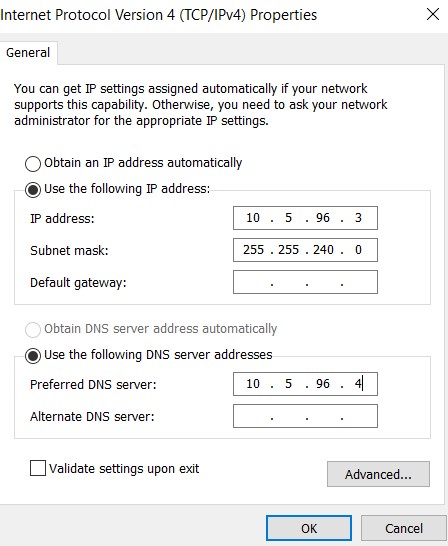 Internet Protocol Version 4 (TCP/IPv4) Properties
General
You can get IP settings assigned automatically if your network
supports this capability. Otherwise, you need to ask your network
administrator for the appropriate IP settings.
Obtain an IP address automatically
Use the following IP address:
IP address: 10 . 5 . 96 . 3
Subnet mask: 255 . 255 . 240 . 0
Default gateway: . . .
Obtain DNS server address automatically
Use the following DNS server addresses
Preferred DNS server: 10 . 5 . 96 . 4
Alternate DNS server: . . .
Validate settings upon exit
Advanced...
OK Cancel